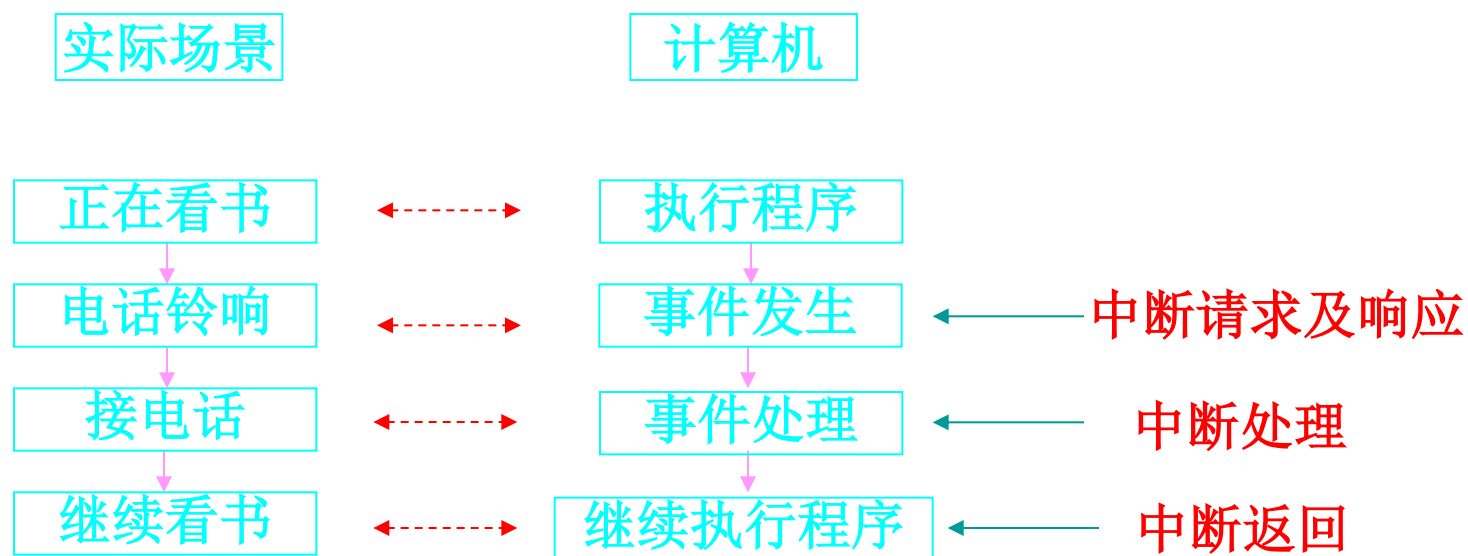 实际场景
计算机
正在看书
执行程序
电话铃响
事件发生
中断请求及响应
接电话
事件处理
中断处理
继续看书
继续执行程序
中断返回